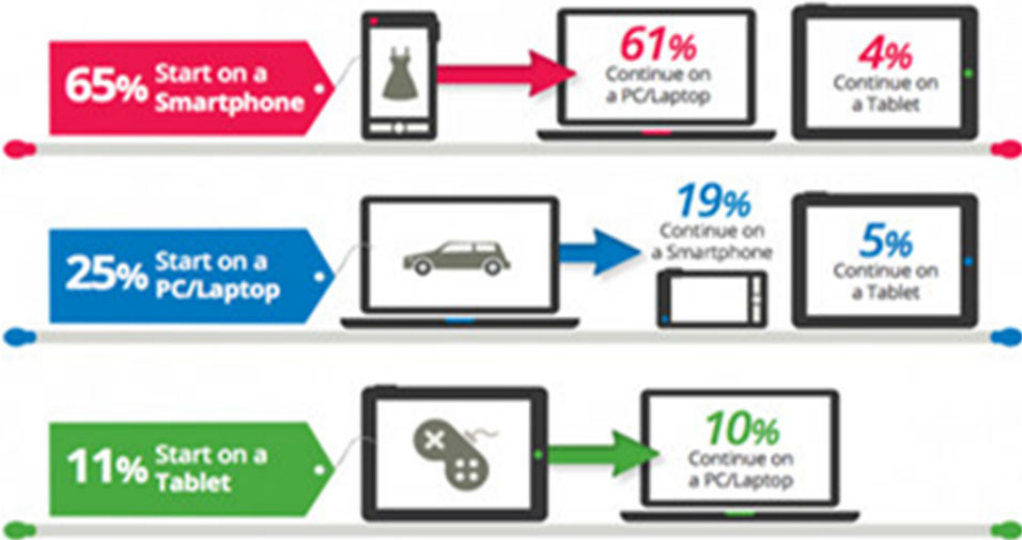 65% Start on a
Smartphone
61%
Continue on
a PC/Laptop
4%
Continue on
a Tablet
25% Start on a
PC/Laptop
19%
Continue on
a Smartphone
5%
Continue on
a Tablet
11% Start on a
Tablet
10%
Continue on
a PC/Laptop